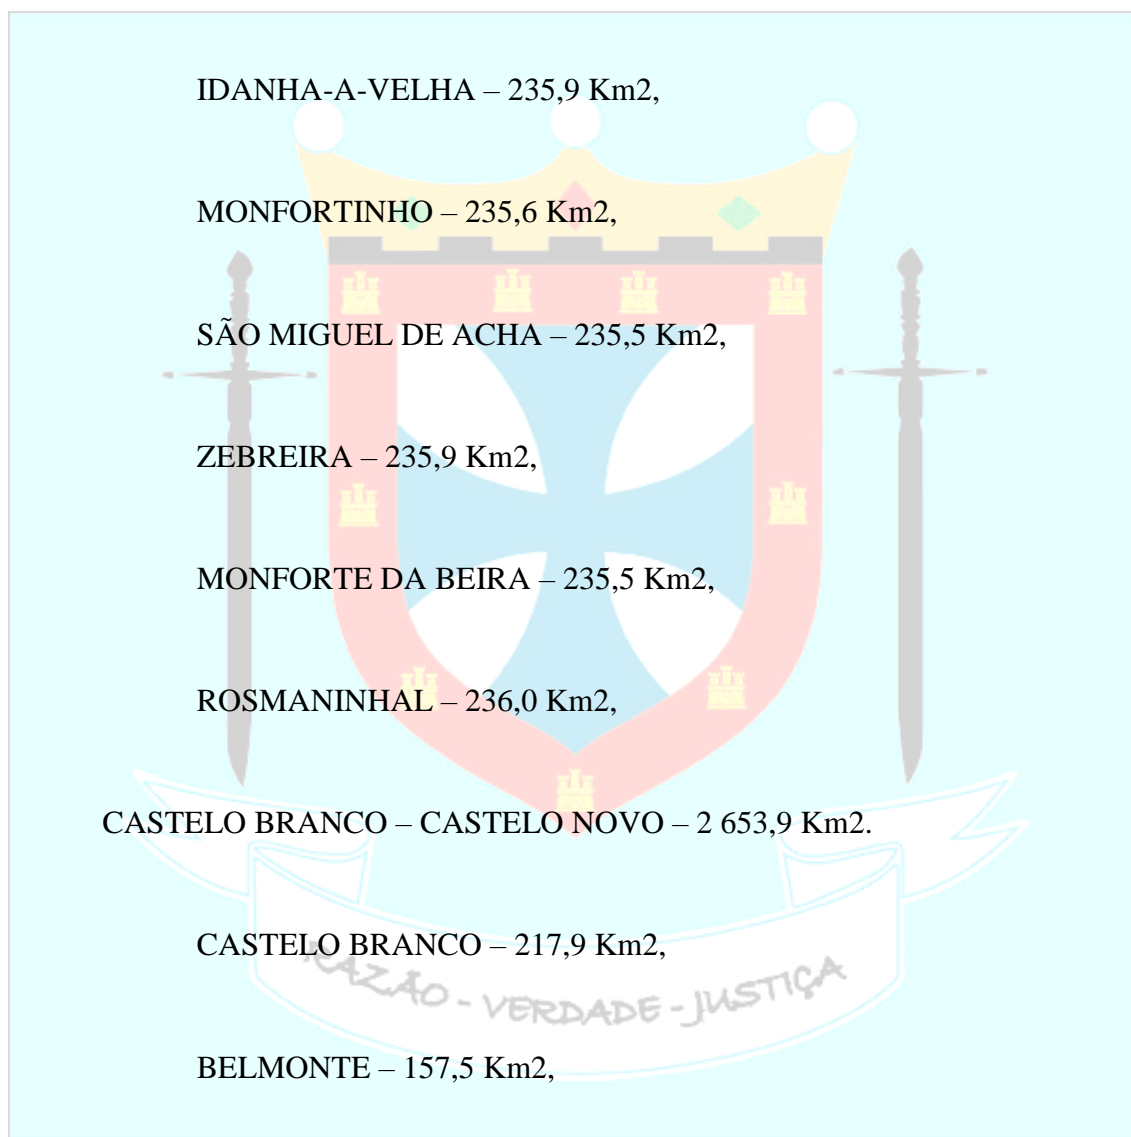 IDANHA-A-VELHA – 235,9 Km2,
MONFORTINHO – 235,6 Km2,
SÃO MIGUEL DE ACHA – 235,5 Km2,
ZEBREIRA – 235,9 Km2,
MONFORTE DA BEIRA – 235,5 Km2,
ROSMANINHAL – 236,0 Km2,
CASTELO BRANCO – CASTELO NOVO – 2 653,9 Km2.
CASTELO BRANCO – 217,9 Km2,
RAZÃO - VERDADE - JUSTIÇA
BELMONTE – 157,5 Km2,